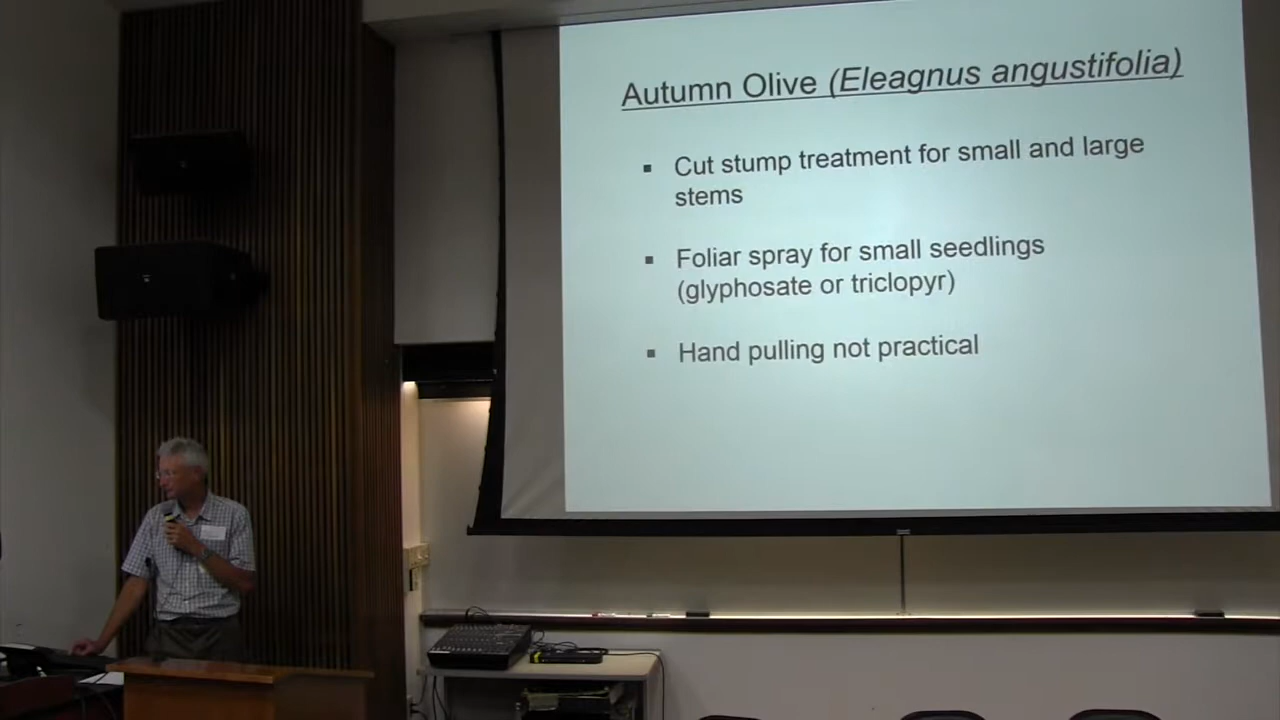 Autumn Olive (Eleagnus angustifolia)
▪ Cut stump treatment for small and large
stems
▪ Foliar spray for small seedlings
(glyphosate or triclopyr)
▪ Hand pulling not practical